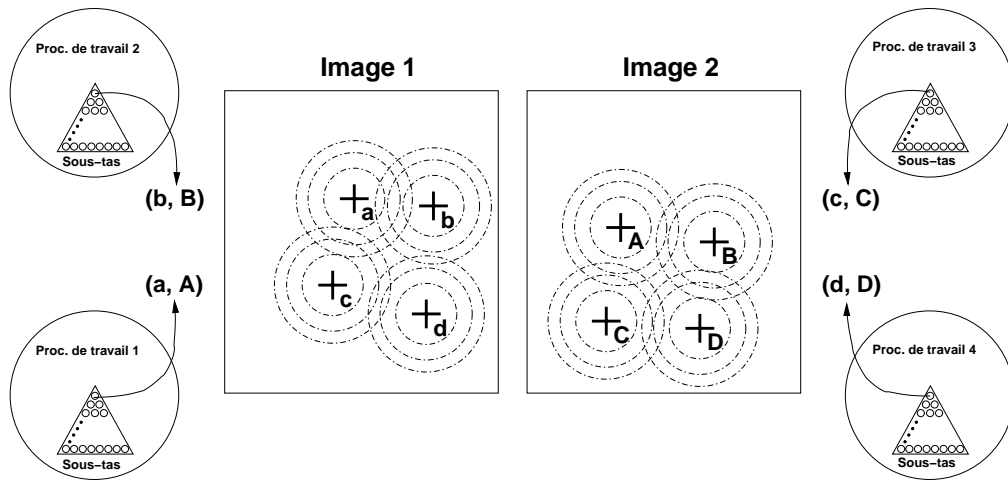 Proc. de travail 2
Sous-tas
(b, B)
(a, A)
Proc. de travail 1
Sous-tas
Image 1
a
b
c
d
Image 2
A
B
C
D
Proc. de travail 3
Sous-tas
(c, C)
(d, D)
Proc. de travail 4
Sous-tas